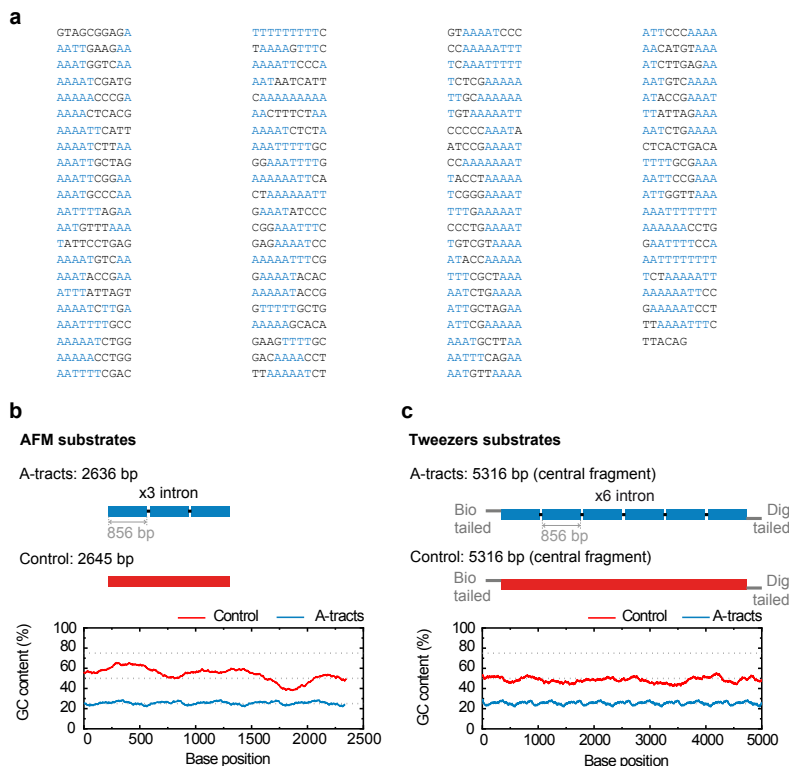 a
GTAGCGGAGA
AATTGAAGAA
AAATGGTCAA
AAAATCGATG
AAAAACCCGA
AAAACTCACG
AAAATTCATT
AAAATCTTAA
AAATTGCTAG
AAATTCCGAA
AAATGCCCAA
AATTTTAGAA
AATGTTTAAA
TATTCCTGAG
AAAATGTCAA
AAATACCGAA
ATTTATTAGT
AAAATCTTGA
AAATTTTGCC
AAAAATCTGG
AAAAACCTGG
AATTTTCGAC
TTTTTTTTTC
TAAAAGTTTC
AAAATTCCCA
AATAATCATT
CAAAAAAAAA
AACTTTCTAA
AAAATCTCTA
AAATTTTTGC
GGAAATTTTG
AAAAAATTCA
CTAAAAAATT
GAAATATCCC
CGGAAATTTC
GAGAAAATCC
AAAAATTTCG
GAAAATACAC
AAAAATACCG
GTTTTTGCTG
AAAAAGCACA
GAAGTTTTGC
GACAAAACCT
TTAAAAATCT
GTAAAATCCC
CCAAAAATTT
TCAAATTTTT
TCTCGAAAAA
TTGCAAAAAA
TGTAAAAATT
CCCCCAAATA
ATCCGAAAAT
CCAAAAAAAT
TACCTAAAAA
TCGGGAAAAT
TTTGAAAAAT
CCCTGAAAAT
TGTCGTAAAA
ATACCAAAAA
TTTCGCTAAA
AATCTGAAAA
ATTGCTAGAA
ATTCGAAAAA
AAATGCTTAA
AAATTTCAGAA
AATGTTAAAA
ATTCCCAAAA
AACATGTAAA
ATCTTGAGAA
AATGTCAAAA
ATACCGAAAT
TTATTAGAAA
AATCTGAAAA
CTCACTGACA
TTTTGCGAAA
AATTCCGAAA
ATTGGTTAAA
AAATTTTTTT
AAAAAACCTG
GAATTTTCCA
AATTTTTTTT
TCTAAAAATT
AAAAAATTCC
GAAAAATCCT
TTAAAATTTC
TTACAG
b
AFM substrates
A-tracts: 2636 bp
x3 intron
856 bp
Control: 2645 bp
Control
A-tracts
GC content (%)
100
80
60
40
20
0
0
500
1000
1500
2000
2500
Base position
c
Tweezers substrates
A-tracts: 5316 bp (central fragment)
x6 intron
Bio
tailed
Dig
tailed
856 bp
Control: 5316 bp (central fragment)
Bio
tailed
Dig
tailed
Control
A-tracts
GC content (%)
100
80
60
40
20
0
0
1000
2000
3000
4000
5000
Base position